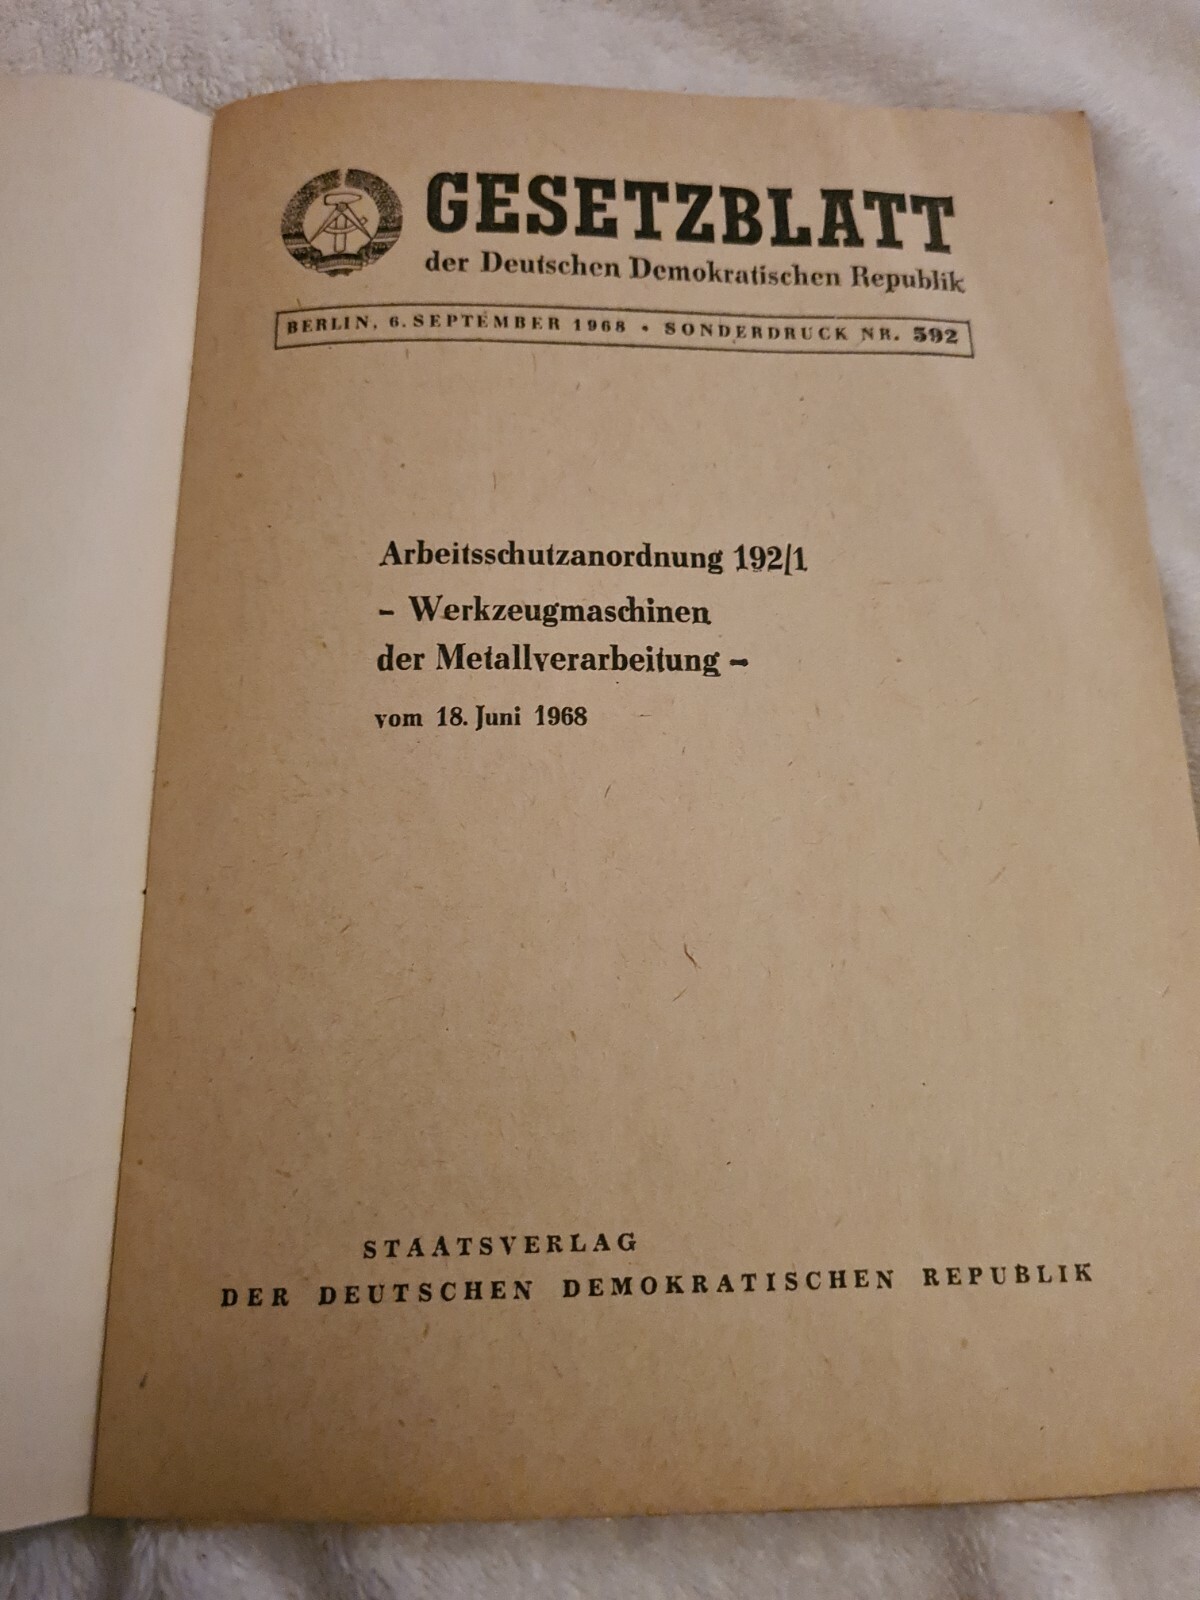 GESETZBLATT
der Deutschen Demokratischen Republik
BERLIN, 6. SEPTEMBER 1968 • SONDERDRUCK NR. 592
Arbeitsschutzanordnung 192/1
– Werkzeugmaschinen
der Metallverarbeitung –
vom 18. Juni 1968
STAATSVERLAG
DER DEUTSCHEN DEMOKRATISCHEN REPUBLIK